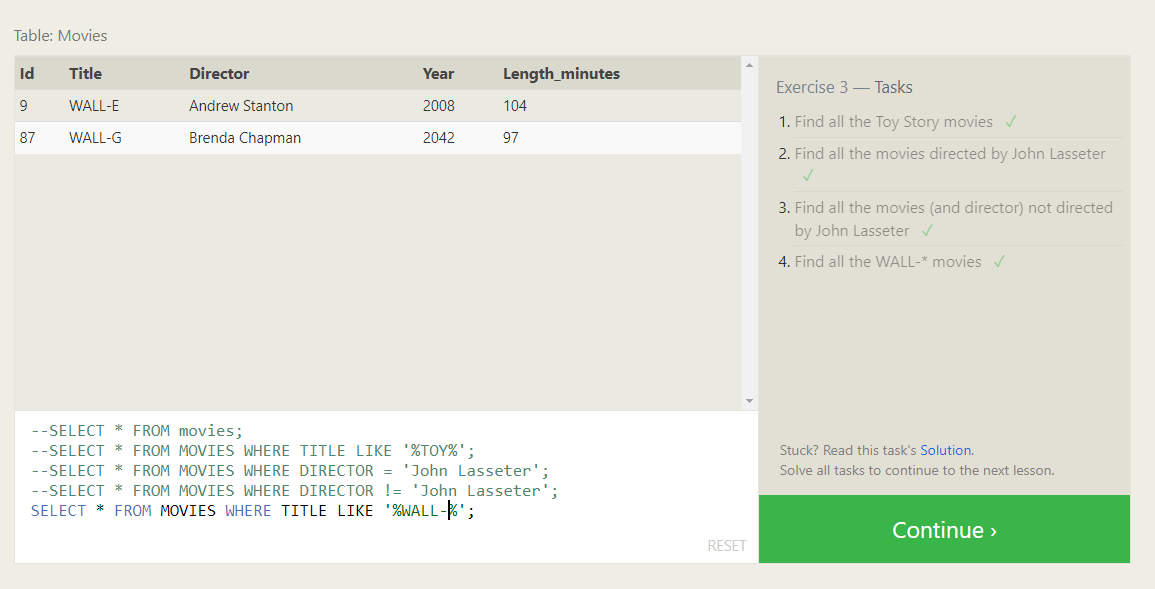 Table: Movies
Id Title Director Year Length_minutes
9 WALL-E Andrew Stanton 2008 104
87 WALL-G Brenda Chapman 2042 97
--SELECT * FROM movies;
--SELECT * FROM MOVIES WHERE TITLE LIKE '%TOY%';
--SELECT * FROM MOVIES WHERE DIRECTOR = 'John Lasseter';
--SELECT * FROM MOVIES WHERE DIRECTOR != 'John Lasseter';
SELECT * FROM MOVIES WHERE TITLE LIKE '%WALL-%';
RESET
Exercise 3 — Tasks
1. Find all the Toy Story movies ✓
2. Find all the movies directed by John Lasseter
✓
3. Find all the movies (and director) not directed
by John Lasseter ✓
4. Find all the WALL-* movies ✓
Stuck? Read this task's Solution.
Solve all tasks to continue to the next lesson.
Continue ›